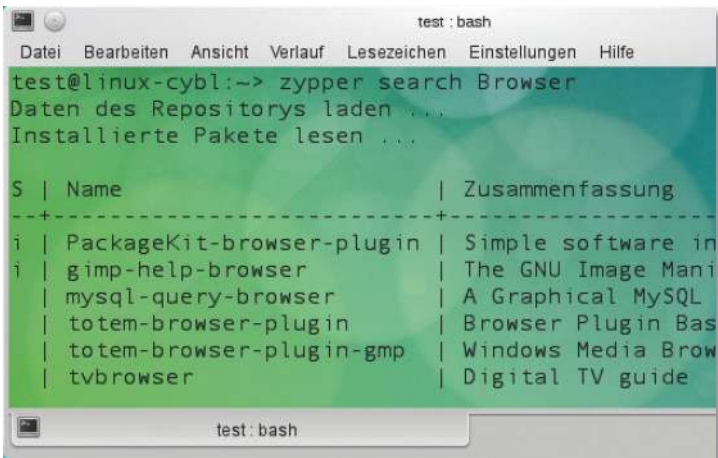 test : bash
Datei Bearbeiten Ansicht Verlauf Lesezeichen Einstellungen Hilfe
test@linux-cybl:~> zypper search Browser
Daten des Repositorys laden ...
Installierte Pakete lesen ...
S | Name | Zusammenfassung
--+-----------------------------+------------------
i | PackageKit-browser-plugin | Simple software in
i | gimp-help-browser | The GNU Image Mani
| mysql-query-browser | A Graphical MySQL
| totem-browser-plugin | Browser Plugin Bas
| totem-browser-plugin-gmp | Windows Media Brow
| tvbrowser | Digital TV guide
test : bash